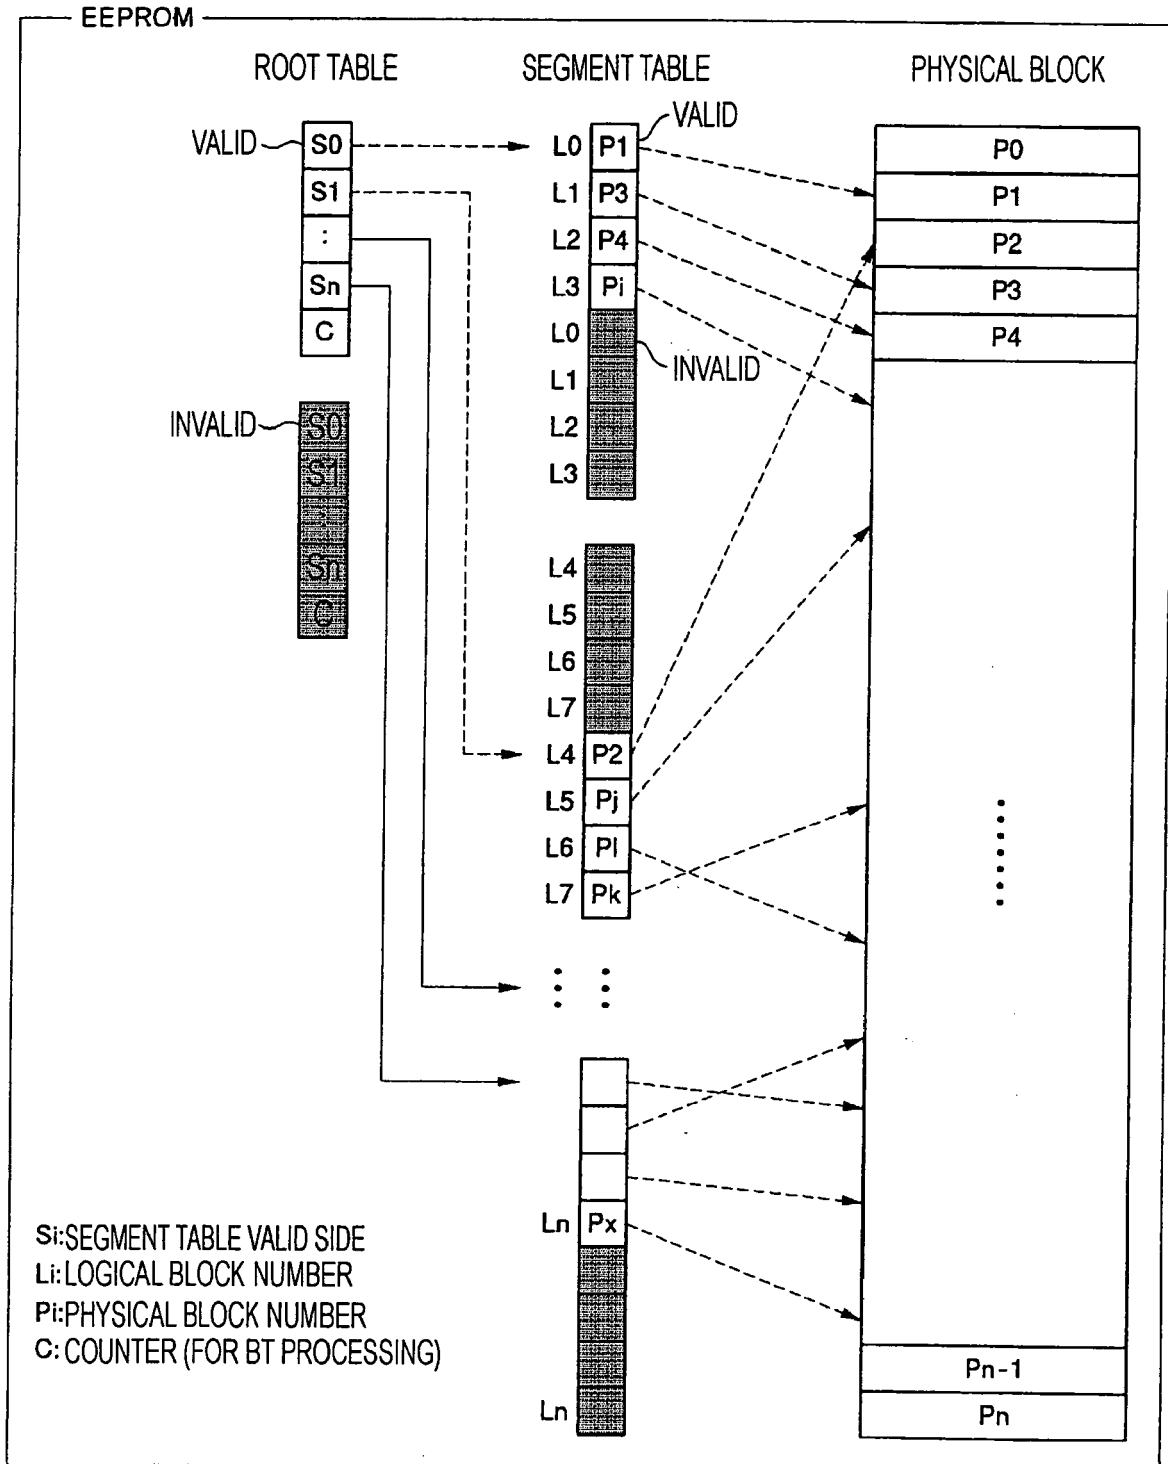 EEPROM
ROOT TABLE
SEGMENT TABLE
PHYSICAL BLOCK
VALID
S0
S1
:
Sn
C
INVALID
S0
S1
:
Sn
C
VALID
L0 P1
L1 P3
L2 P4
L3 Pi
L0
INVALID
L1
L2
L3
L4
L5
L6
L7
L4 P2
L5 Pj
L6 Pl
L7 Pk
Ln Px
Ln
P0
P1
P2
P3
P4
Pn-1
Pn
Si:SEGMENT TABLE VALID SIDE
Li:LOGICAL BLOCK NUMBER
Pi:PHYSICAL BLOCK NUMBER
C: COUNTER (FOR BT PROCESSING)